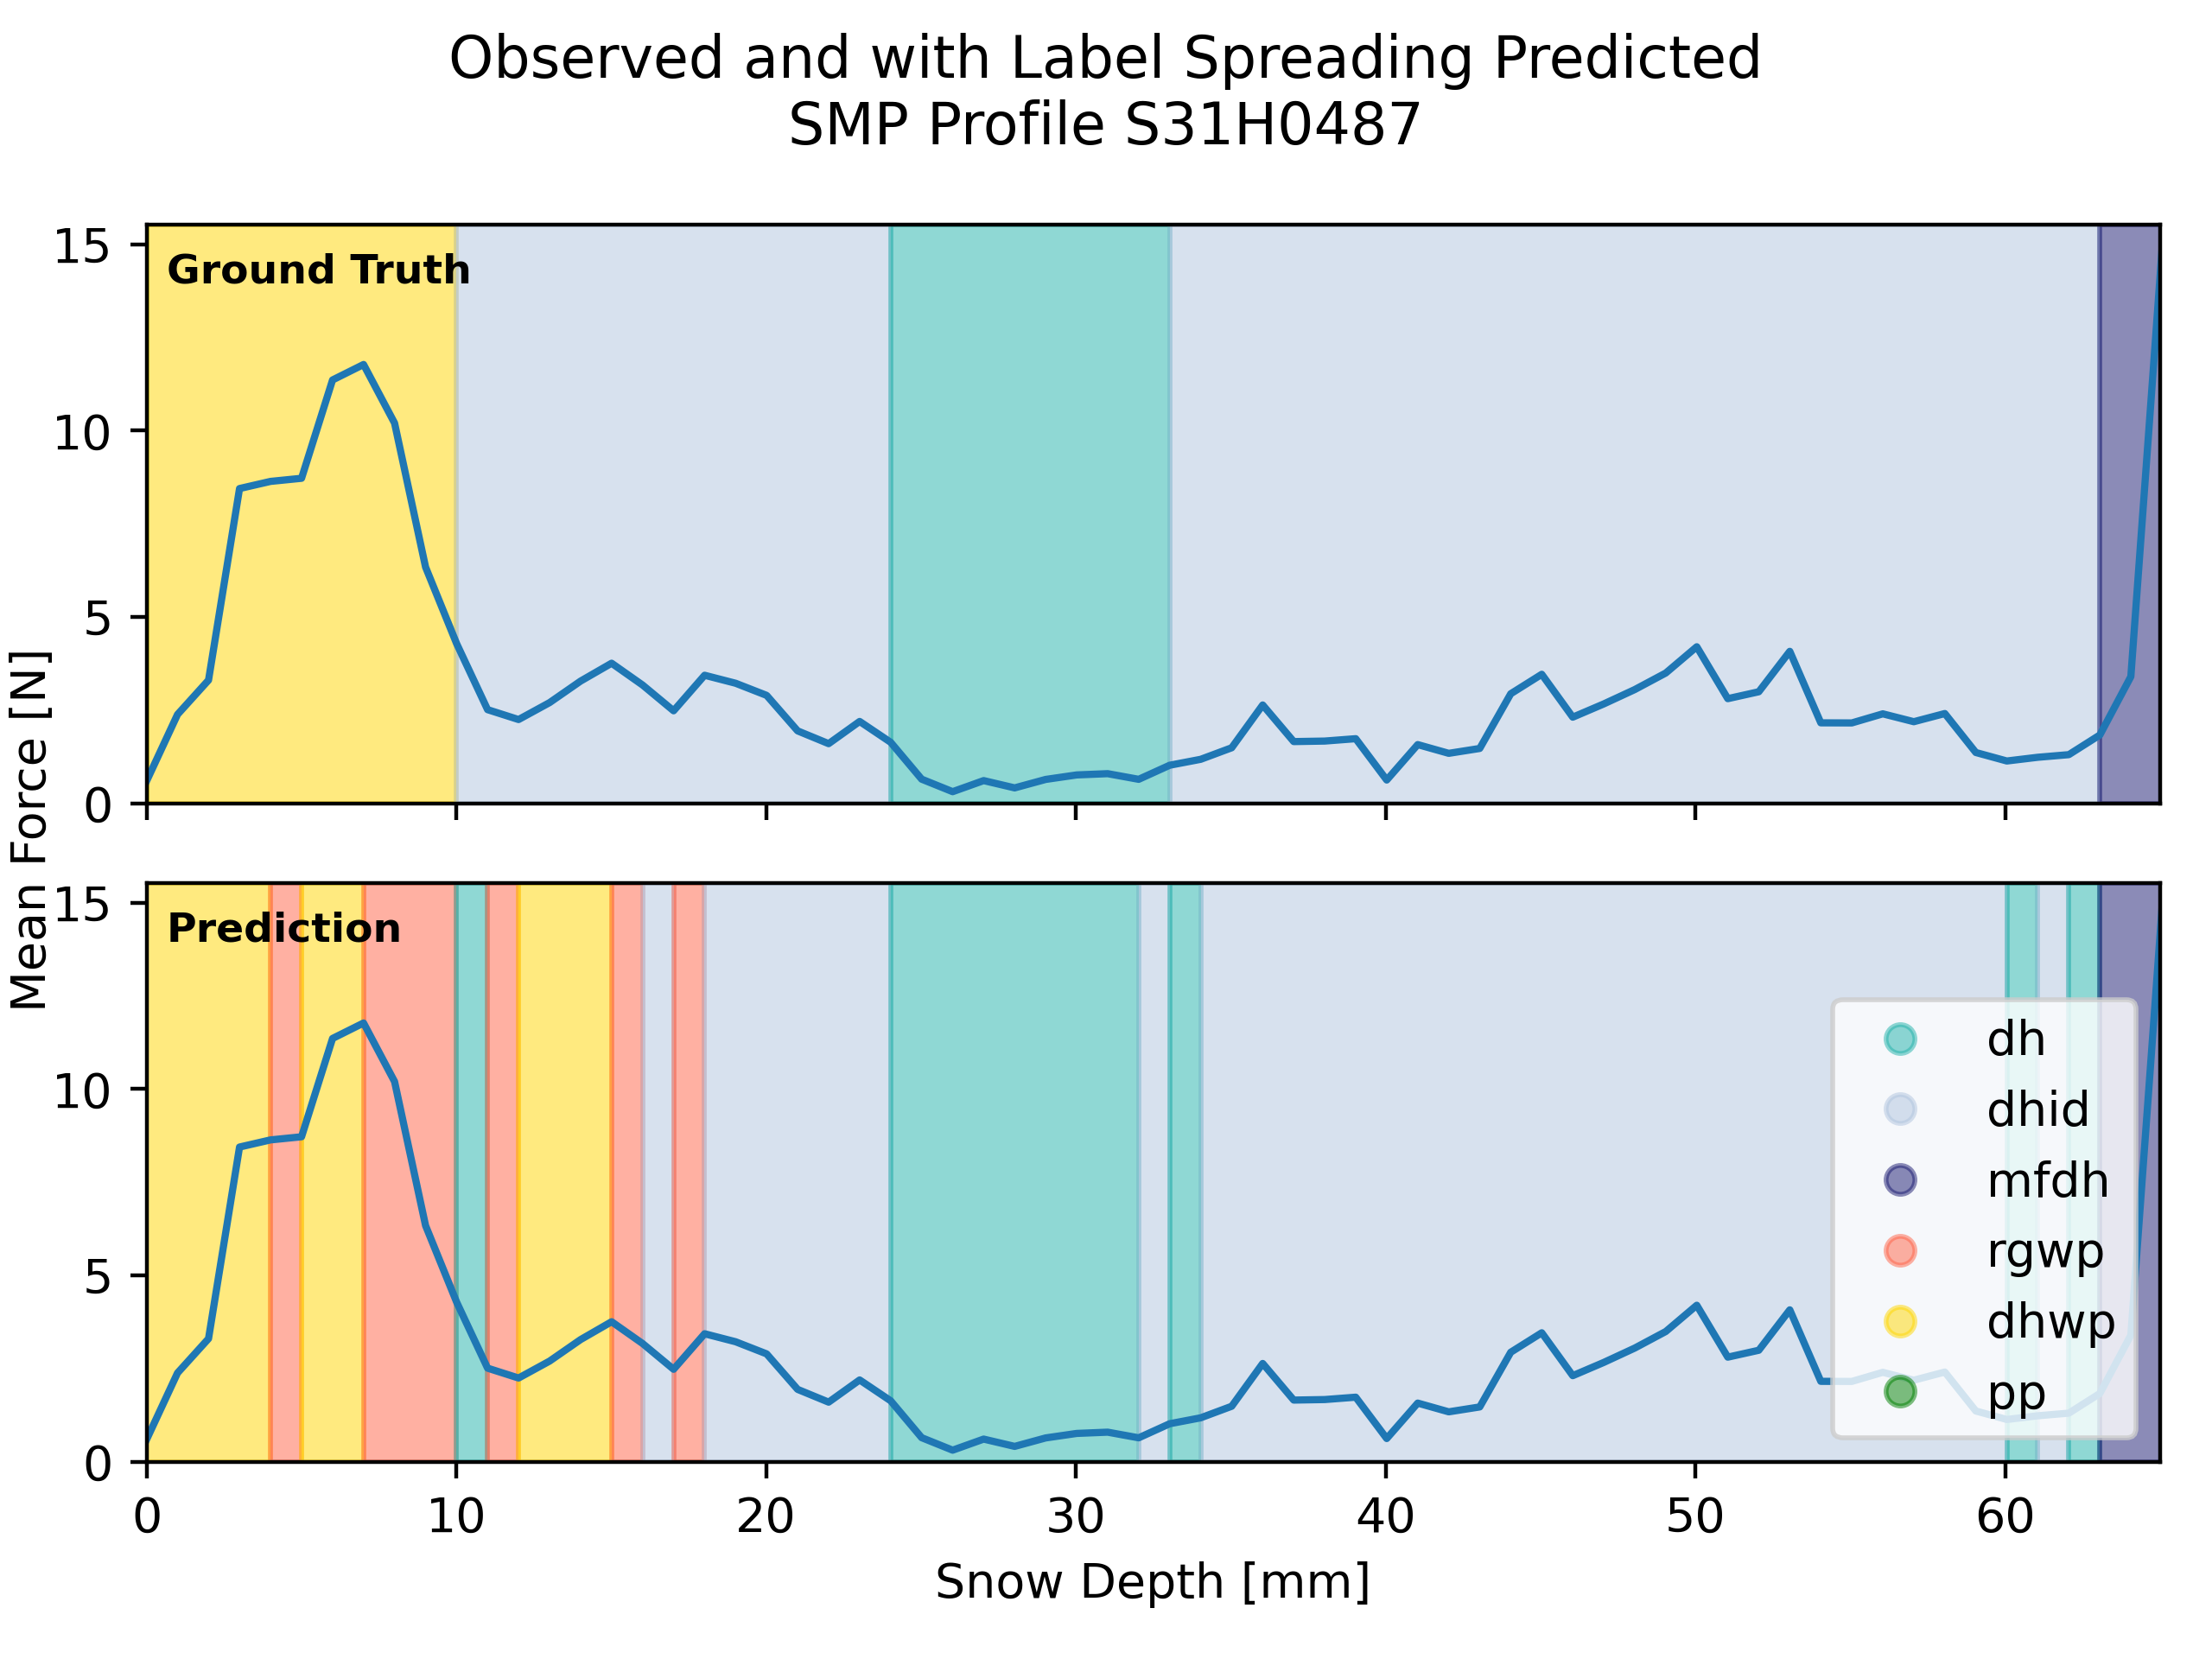 Observed and with Label Spreading Predicted
SMP Profile S31H0487
Mean Force [N]
15
10
5
0
Ground Truth
15
10
5
0
Prediction
dh
dhid
mfdh
rgwp
dhwp
pp
0 10 20 30 40 50 60
Snow Depth [mm]